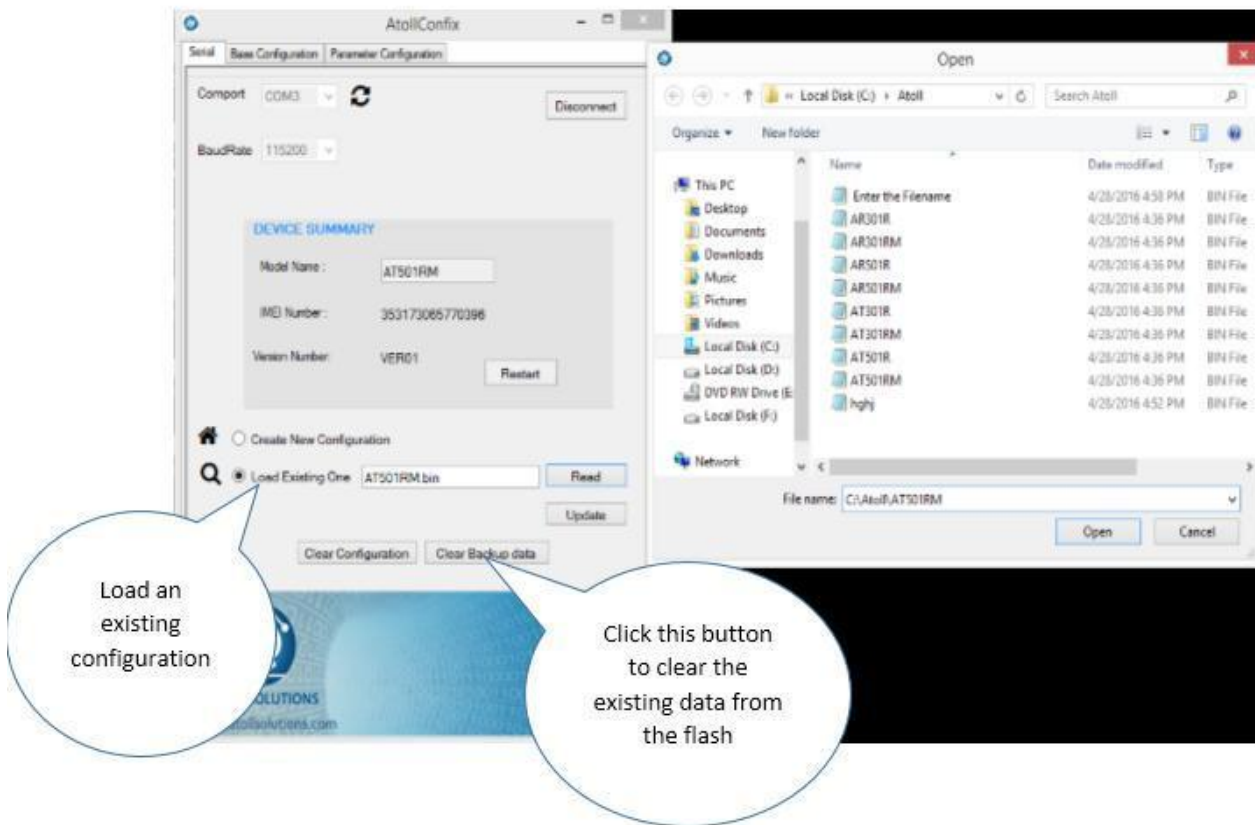 AtollConfix
Serial Base Configuration Parameter Configuration
Comport COM3
Disconnect
BaudRate 115200
DEVICE SUMMARY
Model Name : AT501RM
IMEI Number : 353173065770396
Version Number: VER01
Restart
Create New Configuration
Load Existing One AT501RM.bin Read
Update
Clear Configuration Clear Backup data
OLUTIONS
atollsolutions.com
Load an
existing
configuration
Click this button
to clear the
existing data from
the flash
Open
« Local Disk (C:) Atoll
Search Atoll
Organize New folder
This PC
Desktop
Documents
Downloads
Music
Pictures
Videos
Local Disk (C:)
Local Disk (D:)
DVD RW Drive (E:
Local Disk (F:)
Network
Name Date modified Type
Enter the Filename 4/28/2016 4:58 PM BIN File
AR301R 4/28/2016 4:36 PM BIN File
AR301RM 4/28/2016 4:36 PM BIN File
AR501R 4/28/2016 4:36 PM BIN File
AR501RM 4/28/2016 4:36 PM BIN File
AT301R 4/28/2016 4:36 PM BIN File
AT301RM 4/28/2016 4:36 PM BIN File
AT501R 4/28/2016 4:36 PM BIN File
AT501RM 4/28/2016 4:36 PM BIN File
hghj 4/28/2016 4:52 PM BIN File
File name: C:\Atoll\AT501RM
Open Cancel